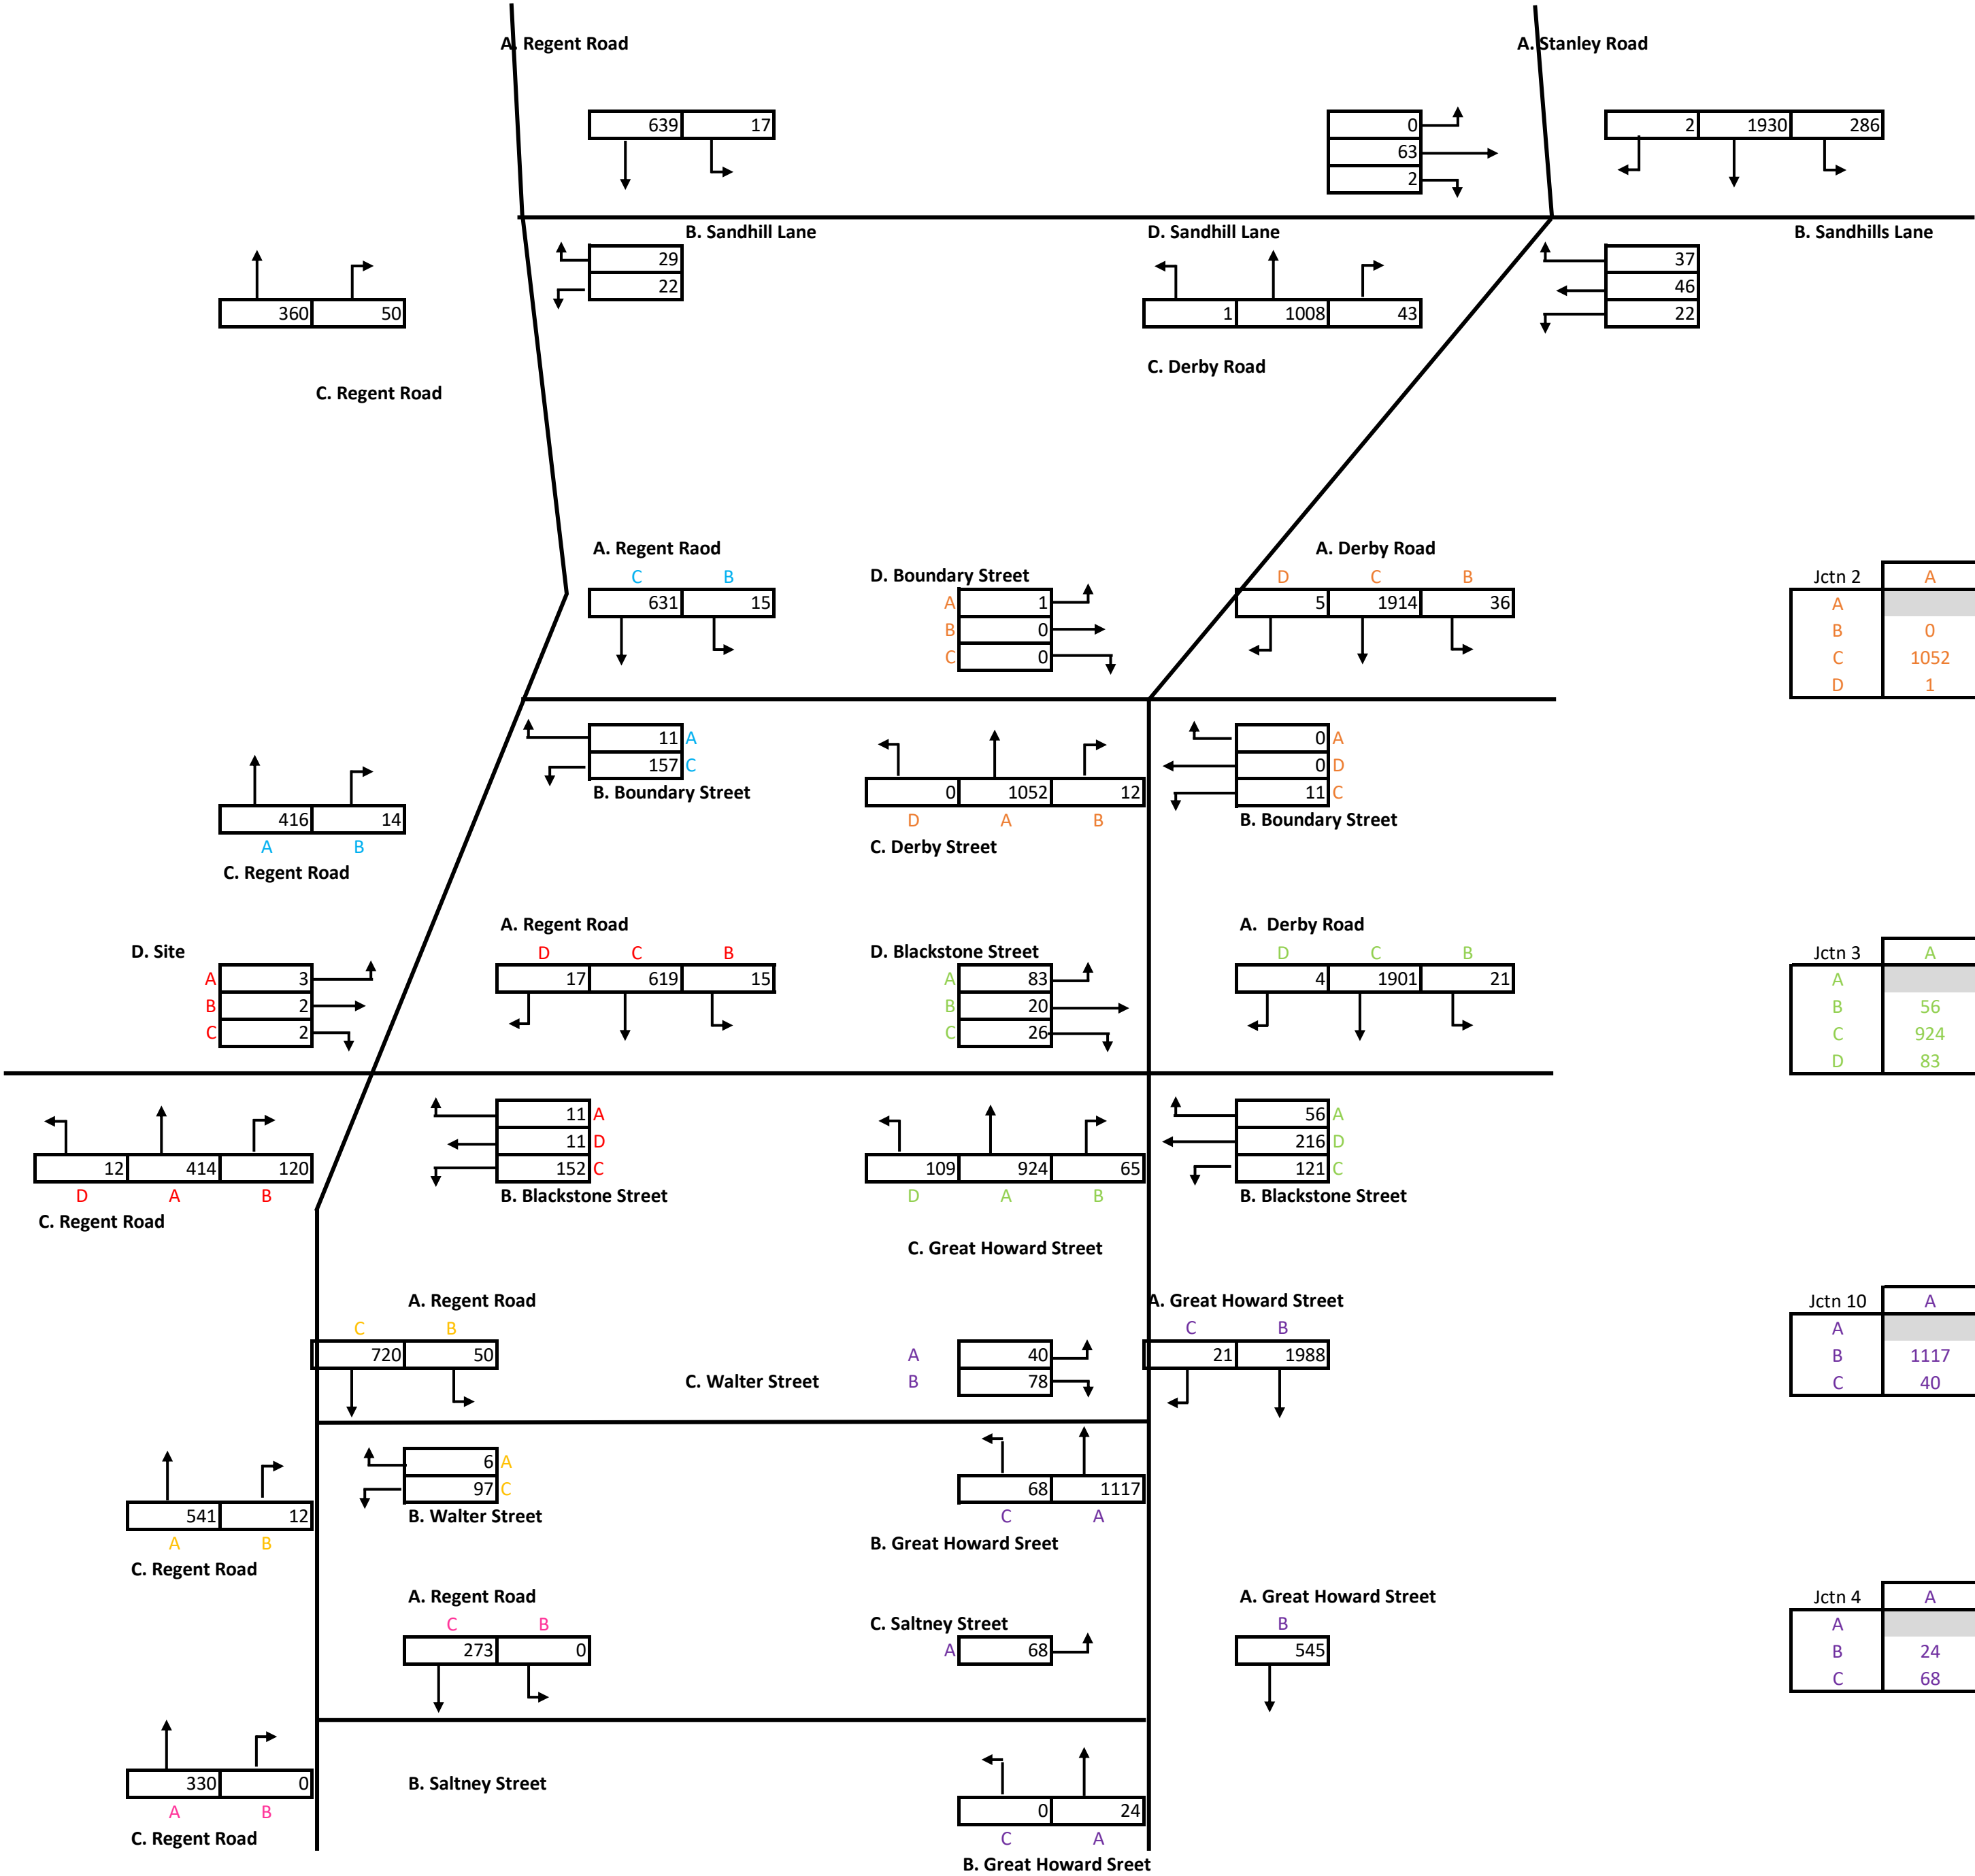 A. Regent Road
A. Stanley Road
639 17
0
63
2
2 1930 286
B. Sandhill Lane
D. Sandhill Lane
B. Sandhills Lane
29
22
37
46
22
360 50
1 1008 43
C. Derby Road
C. Regent Road
A. Regent Raod
C B
631 15
D. Boundary Street
A 1
B 0
C 0
A. Derby Road
D C B
5 1914 36
Jctn 2 A
A
B 0
C 1052
D 1
11 A
157 C
B. Boundary Street
0 A
0 D
11 C
B. Boundary Street
416 14
A B
C. Regent Road
0 1052 12
D A B
C. Derby Street
D. Site
A 3
B 2
C 2
A. Regent Road
D C B
17 619 15
D. Blackstone Street
A 83
B 20
C 26
A. Derby Road
D C B
4 1901 21
Jctn 3 A
A
B 56
C 924
D 83
12 414 120
D A B
C. Regent Road
11 A
11 D
152 C
B. Blackstone Street
109 924 65
D A B
C. Great Howard Street
56 A
216 D
121 C
B. Blackstone Street
A. Regent Road
C B
720 50
C. Walter Street
A 40
B 78
A. Great Howard Street
C B
21 1988
Jctn 10 A
A
B 1117
C 40
6 A
97 C
B. Walter Street
541 12
A B
C. Regent Road
68 1117
C A
B. Great Howard Sreet
A. Regent Road
C B
273 0
C. Saltney Street
A 68
A. Great Howard Street
B
545
Jctn 4 A
A
B 24
C 68
330 0
A B
C. Regent Road
B. Saltney Street
0 24
C A
B. Great Howard Sreet